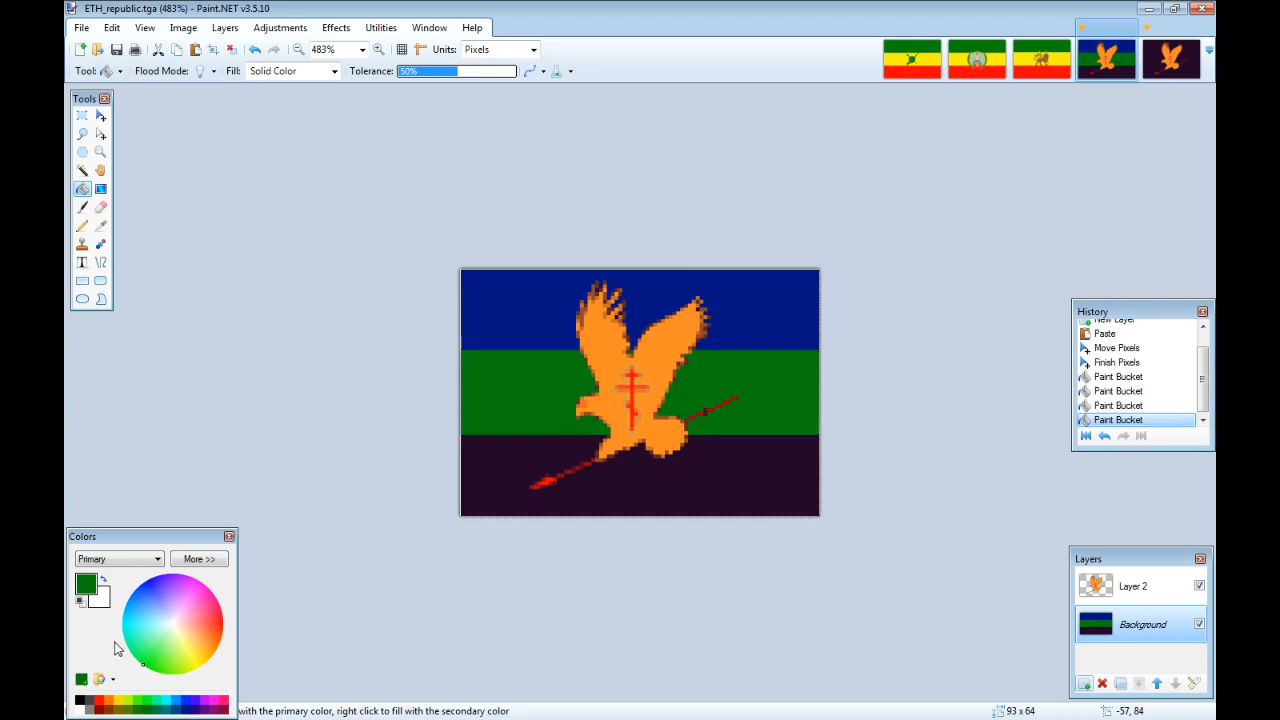 ETH_republic.tga (483%) - Paint.NET v3.5.10
File Edit View Image Layers Adjustments Effects Utilities Window Help
483% Units: Pixels
Tool: Flood Mode: Fill: Solid Color Tolerance: 50%
Tools
History
New Layer
Paste
Move Pixels
Finish Pixels
Paint Bucket
Paint Bucket
Paint Bucket
Paint Bucket
Colors
Primary More >>
Layers
Layer 2
Background
with the primary color, right click to fill with the secondary color 93 x 64 -57, 84